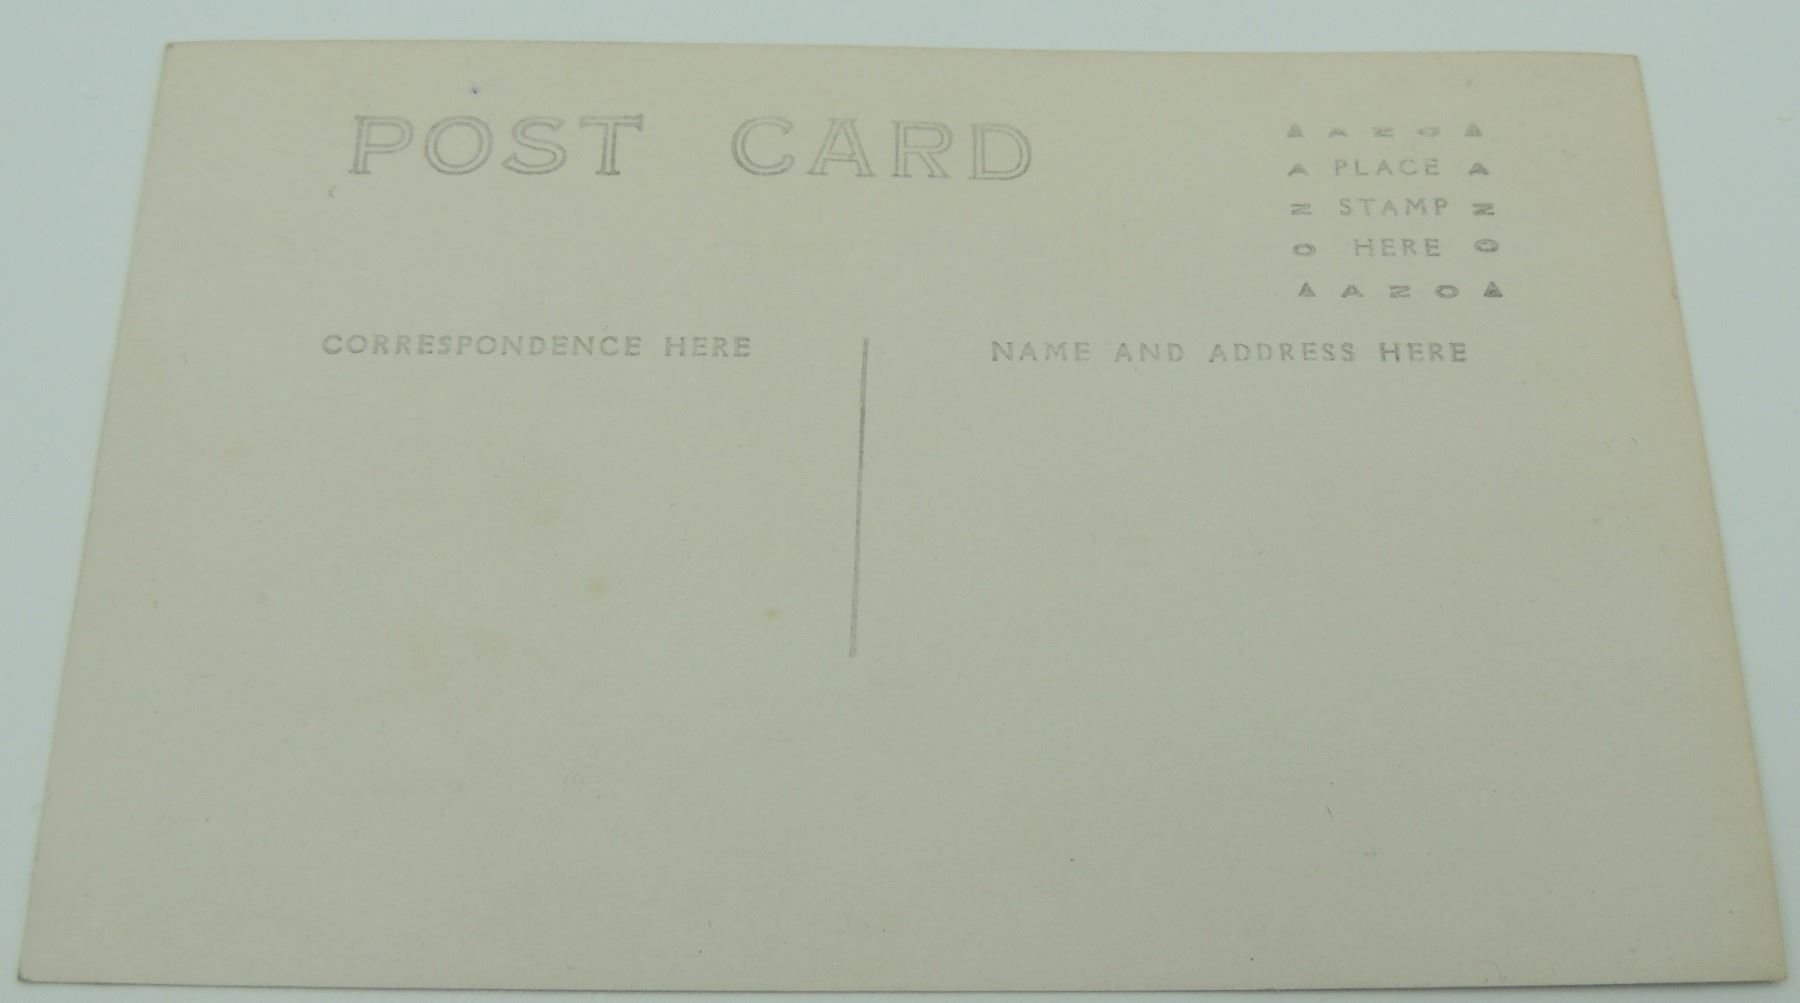 POST CARD
AZO
A PLACE A
Z STAMP Z
O HERE O
AZO
CORRESPONDENCE HERE
NAME AND ADDRESS HERE